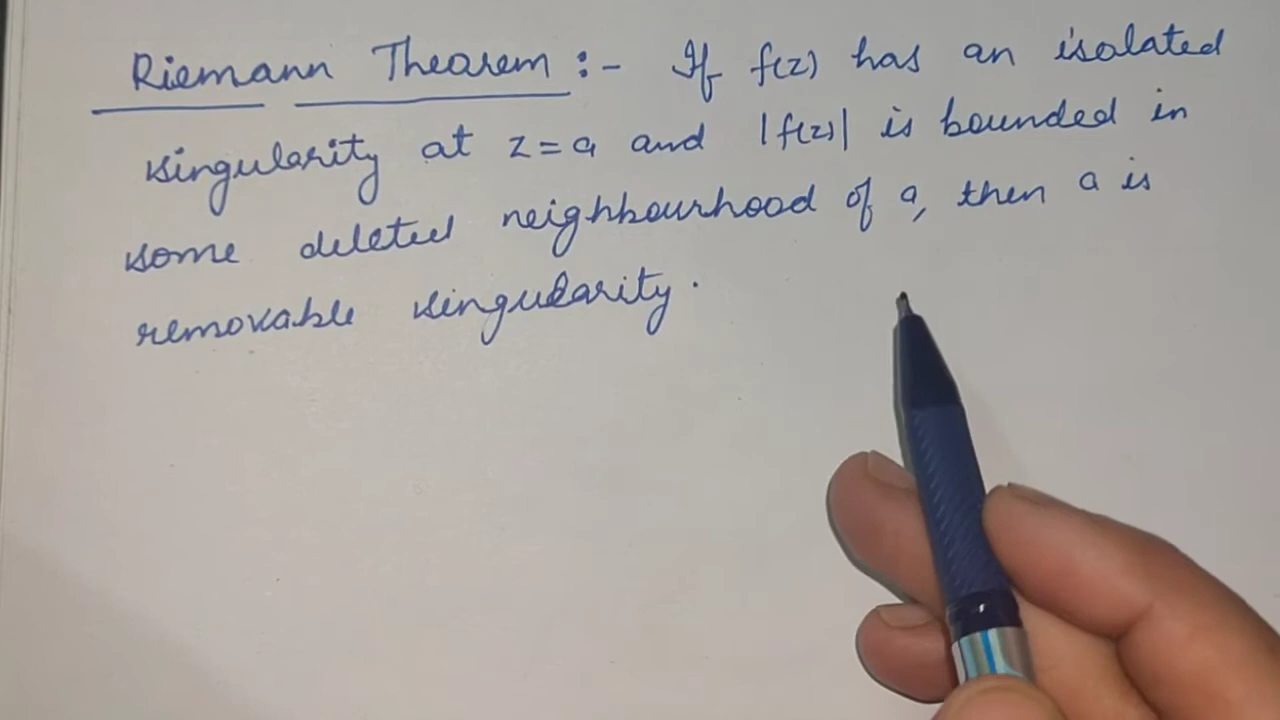 Riemann Thearem :- If f(z) has an isolated
singularity at z=a and |f(z)| is bounded in
some deleted neighbourhood of a, then a is
removable singularity.